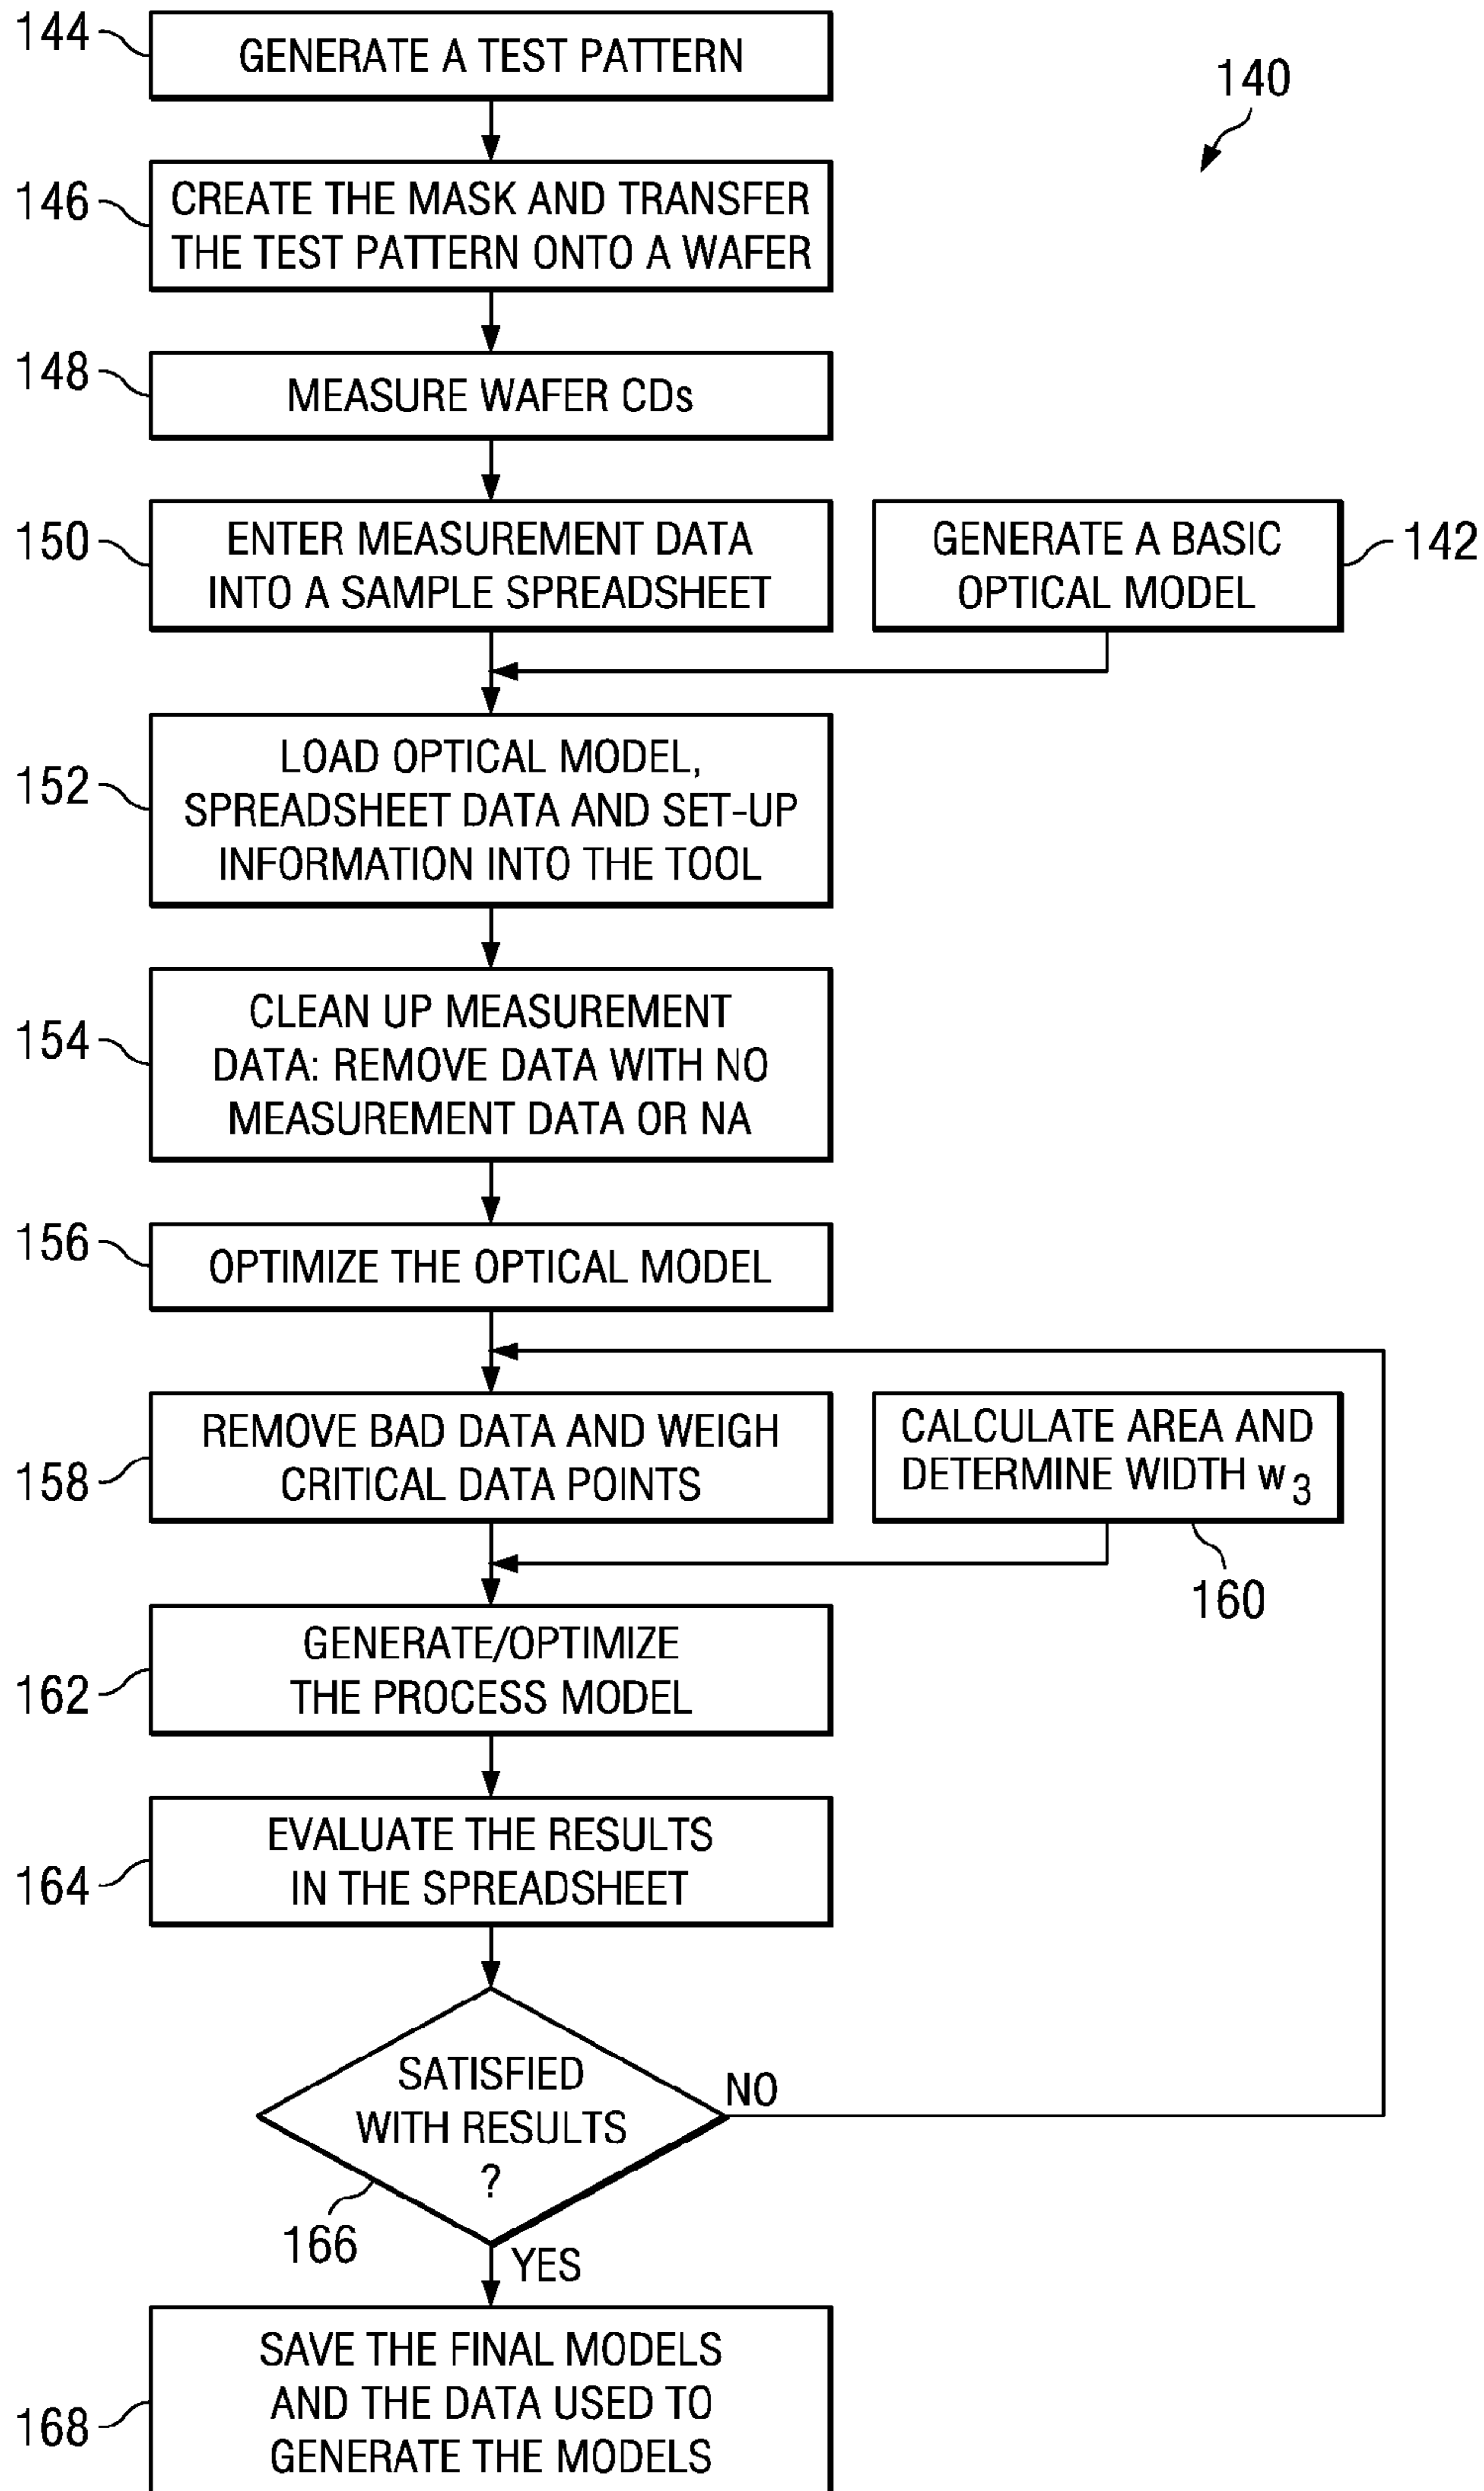 144
GENERATE A TEST PATTERN
140
146
CREATE THE MASK AND TRANSFER
THE TEST PATTERN ONTO A WAFER
148
MEASURE WAFER CDs
150
ENTER MEASUREMENT DATA
INTO A SAMPLE SPREADSHEET
GENERATE A BASIC
OPTICAL MODEL
142
152
LOAD OPTICAL MODEL,
SPREADSHEET DATA AND SET-UP
INFORMATION INTO THE TOOL
154
CLEAN UP MEASUREMENT
DATA: REMOVE DATA WITH NO
MEASUREMENT DATA OR NA
156
OPTIMIZE THE OPTICAL MODEL
158
REMOVE BAD DATA AND WEIGH
CRITICAL DATA POINTS
CALCULATE AREA AND
DETERMINE WIDTH w3
160
162
GENERATE/OPTIMIZE
THE PROCESS MODEL
164
EVALUATE THE RESULTS
IN THE SPREADSHEET
SATISFIED
WITH RESULTS
?
NO
166
YES
168
SAVE THE FINAL MODELS
AND THE DATA USED TO
GENERATE THE MODELS